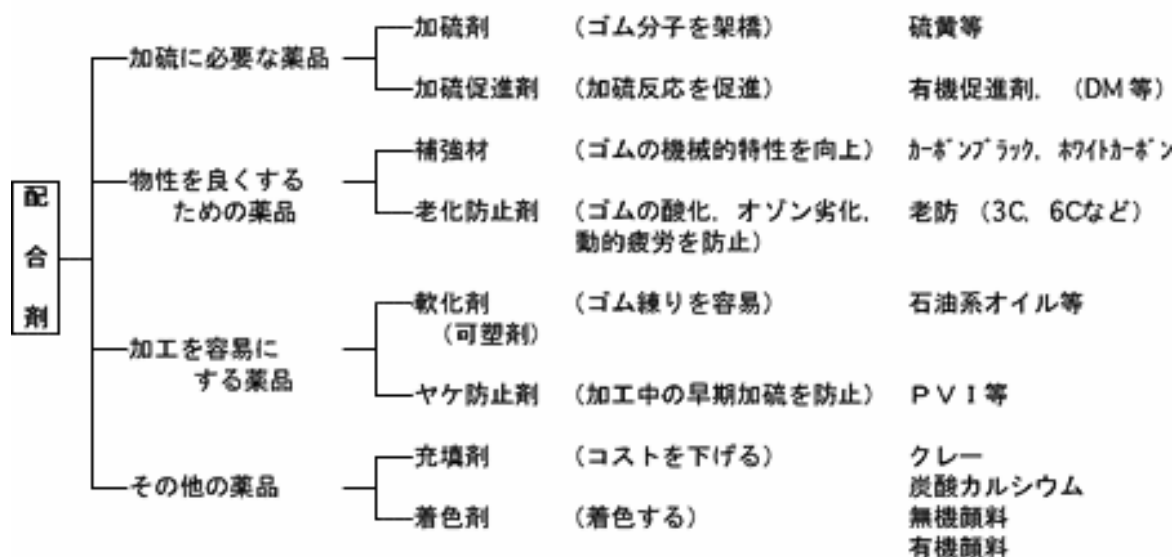 配合剤
加硫に必要な薬品
加硫剤 (ゴム分子を架橋) 硫黄等
加硫促進剤 (加硫反応を促進) 有機促進剤. (DM等)
物性を良くする
ための薬品
補強材 (ゴムの機械的特性を向上) カーボンブラック. ホワイトカーボン
老化防止剤 (ゴムの酸化. オゾン劣化. 老防 (3C. 6Cなど)
動的疲労を防止)
加工を容易に
する薬品
軟化剤 (ゴム練りを容易) 石油系オイル等
(可塑剤)
ヤケ防止剤 (加工中の早期加硫を防止) PVI等
その他の薬品
充填剤 (コストを下げる) クレー
炭酸カルシウム
着色剤 (着色する) 無機顔料
有機顔料